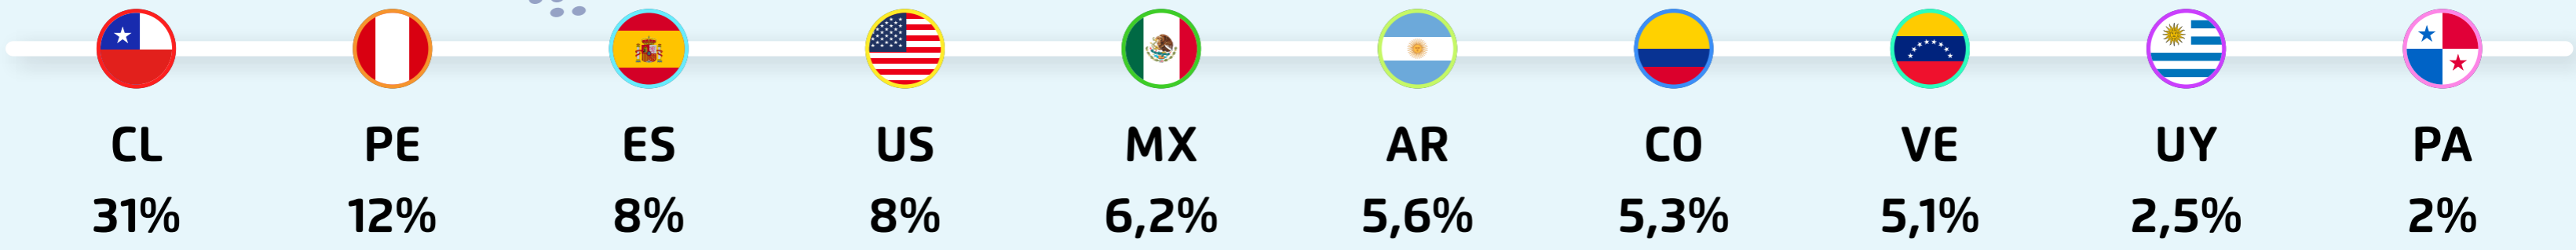 CL PE ES US MX AR CO VE UY PA
31% 12% 8% 8% 6,2% 5,6% 5,3% 5,1% 2,5% 2%